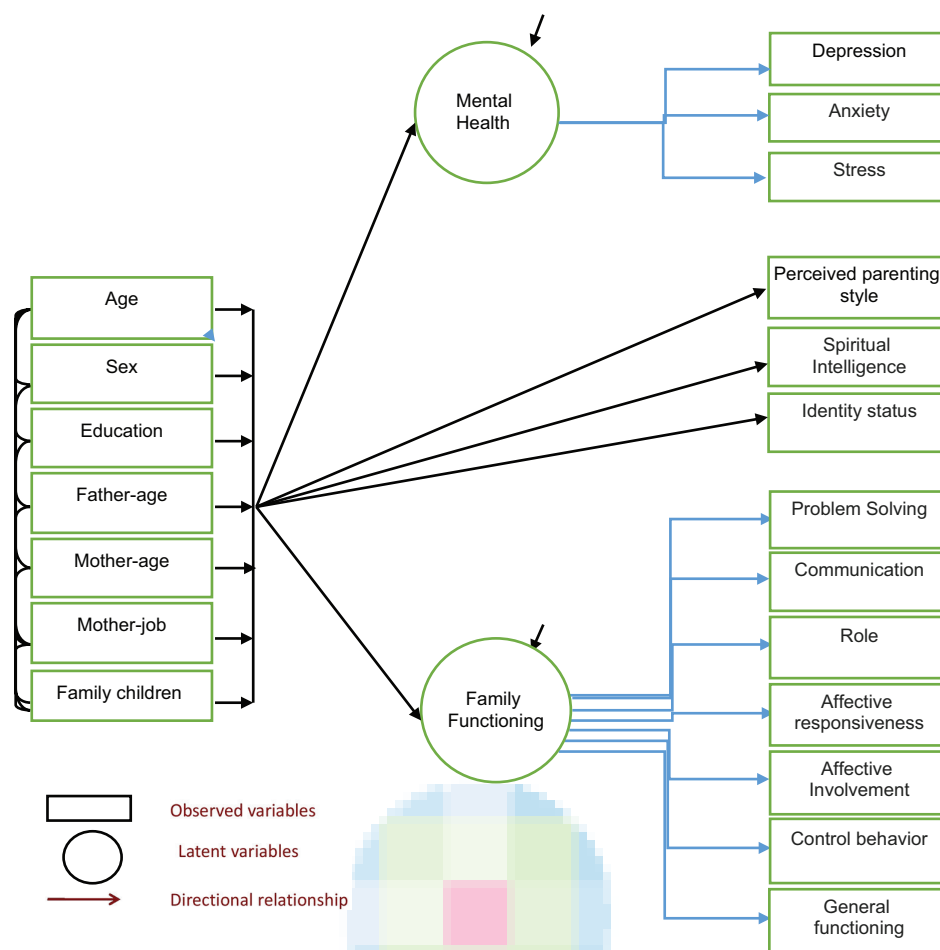 Mental
Health
Depression
Anxiety
Stress
Perceived parenting
style
Spiritual
Intelligence
Identity status
Age
Sex
Education
Father-age
Mother-age
Mother-job
Family children
Family
Functioning
Problem Solving
Communication
Role
Affective
responsiveness
Affective
Involvement
Control behavior
General
functioning
Observed variables
Latent variables
Directional relationship